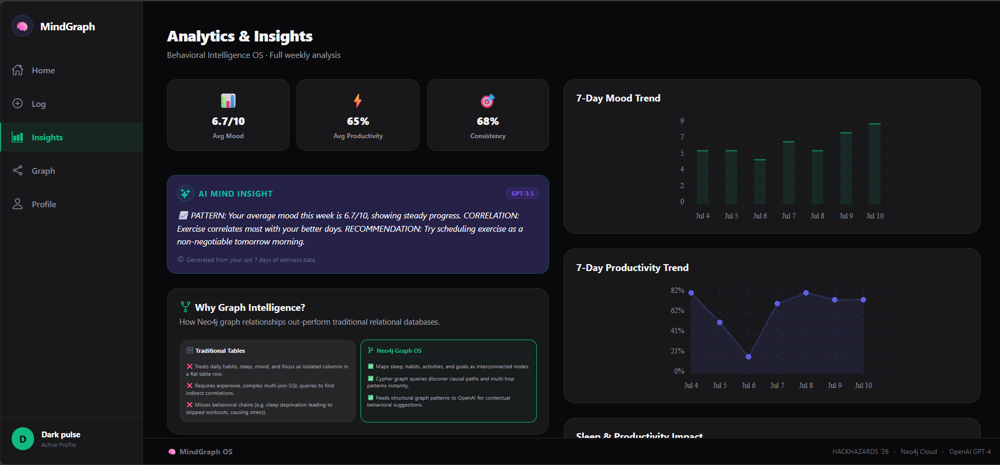 MindGraph
Home
Log
Insights
Graph
Profile
D
Dark pulse
Active Profile
Analytics & Insights
Behavioral Intelligence OS · Full weekly analysis
6.7/10
Avg Mood
65%
Avg Productivity
68%
Consistency
AI MIND INSIGHT
GPT-3.5
PATTERN: Your average mood this week is 6.7/10, showing steady progress. CORRELATION:
Exercise correlates most with your better days. RECOMMENDATION: Try scheduling exercise as a
non-negotiable tomorrow morning.
Generated from your last 7 days of wellness data
Why Graph Intelligence?
How Neo4j graph relationships out-perform traditional relational databases.
Traditional Tables
❌ Treats daily habits, sleep, mood, and focus as isolated columns in
a flat table row.
❌ Requires expensive, complex multi-join SQL queries to find
indirect correlations.
❌ Misses behavioral chains (e.g. sleep deprivation leading to
skipped workouts, causing stress).
Neo4j Graph OS
✅ Maps sleep, habits, activities, and goals as interconnected nodes.
✅ Cypher graph queries discover causal paths and multi-hop
patterns instantly.
✅ Feeds structural graph patterns to OpenAI for contextual
behavioral suggestions.
7-Day Mood Trend
9
7
5
4
2
0
Jul 4 Jul 5 Jul 6 Jul 7 Jul 8 Jul 9 Jul 10
7-Day Productivity Trend
82%
62%
41%
21%
0%
Jul 4 Jul 5 Jul 6 Jul 7 Jul 8 Jul 9 Jul 10
Sleep & Productivity Impact
MindGraph OS
HACKHAZARDS '26 • Neo4j Cloud • OpenAI GPT-4